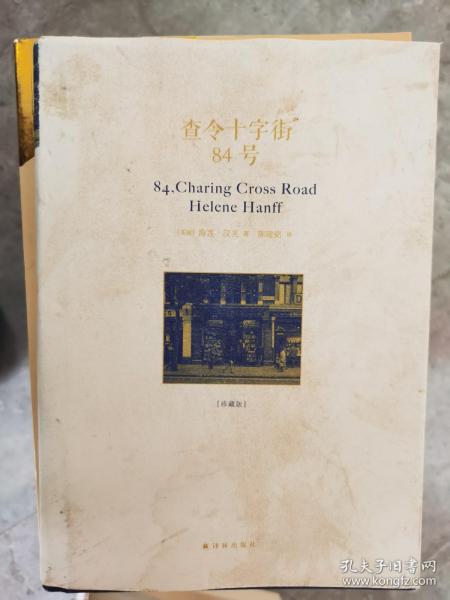 查令十字街
84号
84,Charing Cross Road
Helene Hanff
[美国] 海莲 汉芙 著 陈建铭 译
[珍藏版]
译林出版社
孔夫子旧书网
www.kongfz.com